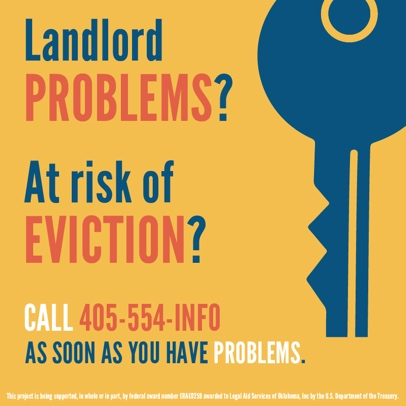 Landlord
PROBLEMS?
At risk of
EVICTION?
CALL 405-554-INFO
AS SOON AS YOU HAVE PROBLEMS.
This project is being supported, in whole or in part, by federal award number ERAE0250 awarded to Legal Aid Services of Oklahoma, Inc by the U.S. Department of the Treasury.